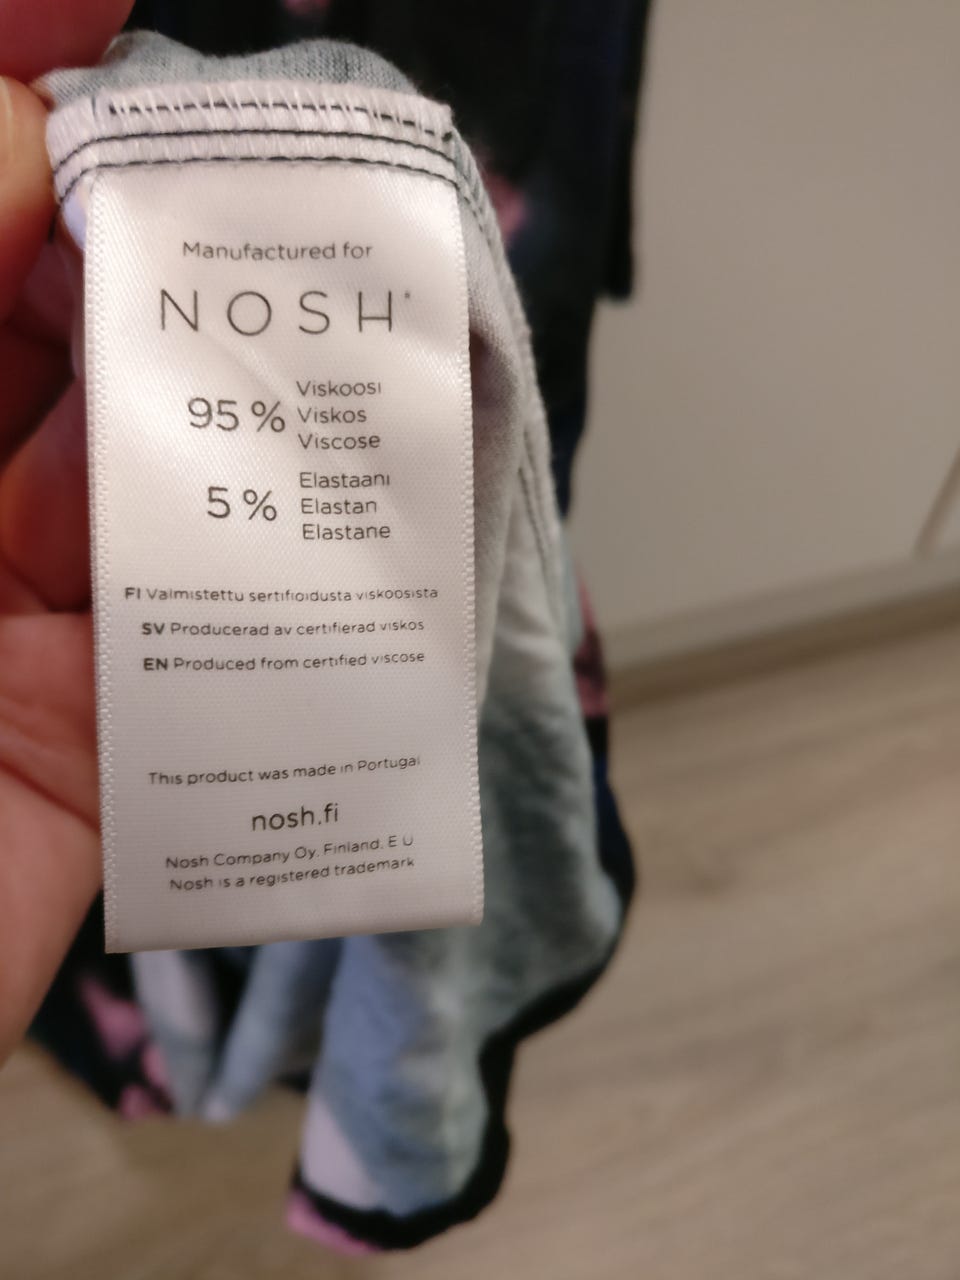 Manufactured for
NOSH
95 %
Viskoosi
Viskos
Viscose
5 %
Elastaani
Elastan
Elastane
FI Valmistettu sertifioidusta viskoosista
SV Producerad av certifierad viskos
EN Produced from certified viscose
This product was made in Portugal
nosh.fi
Nosh Company Oy. Finland. E U
Nosh is a registered trademark